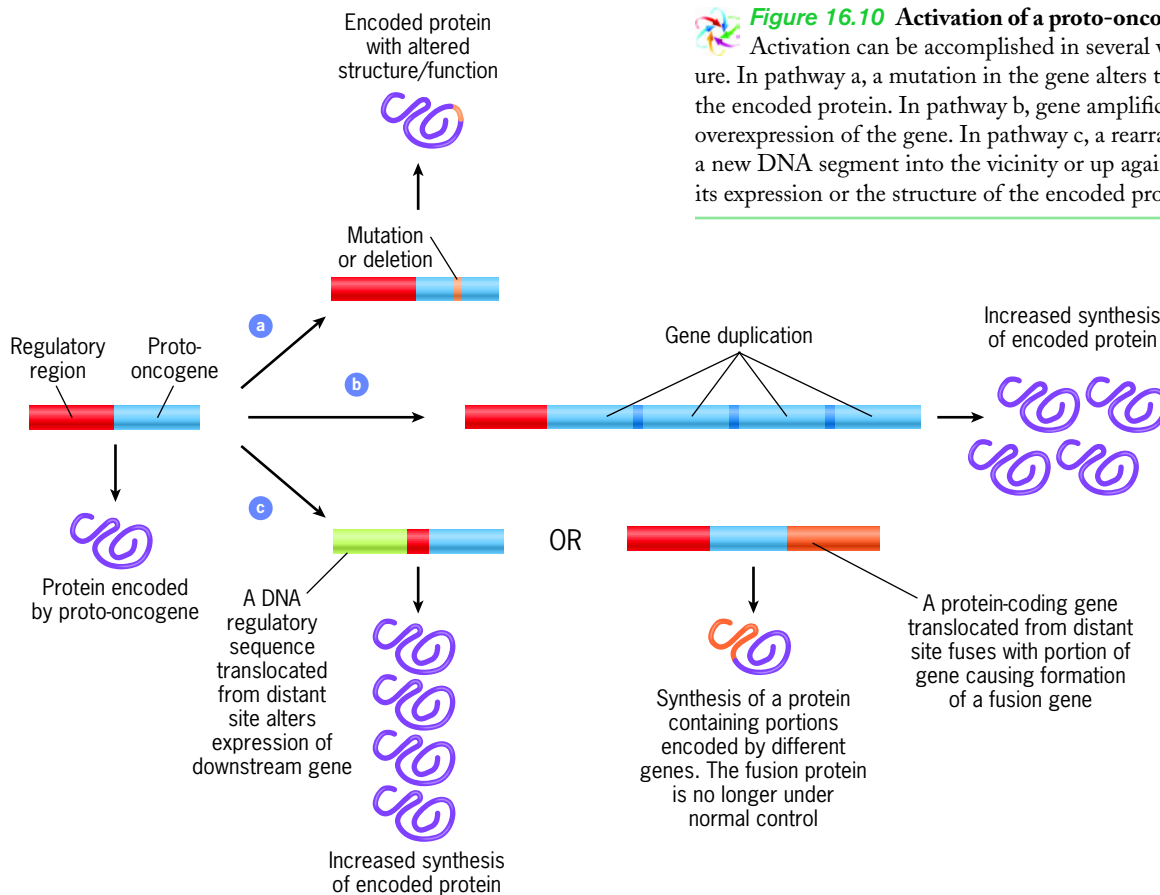 Encoded protein
with altered
structure/function
Figure 16.10 Activation of a proto-onco
Activation can be accomplished in several
ure. In pathway a, a mutation in the gene alters
the encoded protein. In pathway b, gene amplific
overexpression of the gene. In pathway c, a rearra
a new DNA segment into the vicinity or up agai
its expression or the structure of the encoded pro
Mutation
or deletion
a
Regulatory
region
Proto-
oncogene
b
Gene duplication
Increased synthesis
of encoded protein
c
Protein encoded
by proto-oncogene
A DNA
regulatory
sequence
translocated
from distant
site alters
expression of
downstream gene
Increased synthesis
of encoded protein
OR
Synthesis of a protein
containing portions
encoded by different
genes. The fusion protein
is no longer under
normal control
A protein-coding gene
translocated from distant
site fuses with portion of
gene causing formation
of a fusion gene